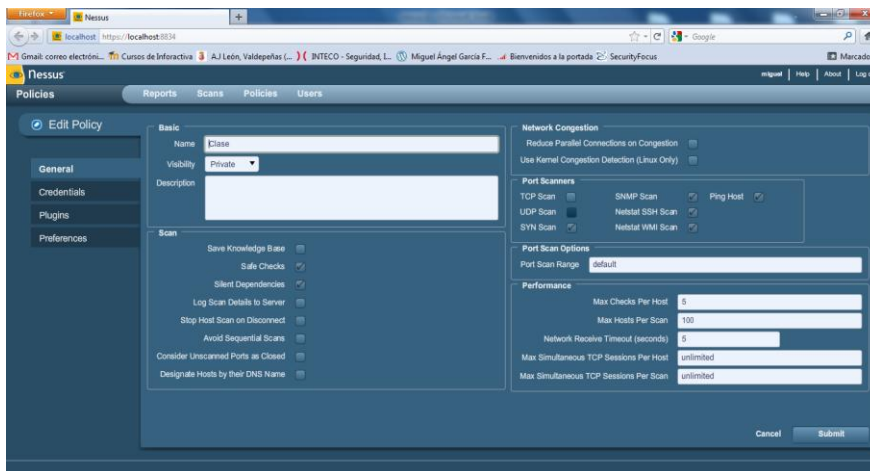 Firefox
Nessus
localhost https://localhost:8834
Google
Gmail: correo electróni... Cursos de Inforactiva AJ León, Valdepeñas (... INTECO - Seguridad, I... Miguel Ángel García F... Bienvenidos a la portada SecurityFocus Marcado
Nessus
miguel Help About Log
Policies Reports Scans Policies Users
Edit Policy
General
Credentials
Plugins
Preferences
Basic
Name Clase
Visibility Private
Description
Scan
Save Knowledge Base
Safe Checks
Silent Dependencies
Log Scan Details to Server
Stop Host Scan on Disconnect
Avoid Sequential Scans
Consider Unscanned Ports as Closed
Designate Hosts by their DNS Name
Network Congestion
Reduce Parallel Connections on Congestion
Use Kernel Congestion Detection (Linux Only)
Port Scanners
TCP Scan SNMP Scan Ping Host
UDP Scan Netstat SSH Scan
SYN Scan Netstat WMI Scan
Port Scan Options
Port Scan Range default
Performance
Max Checks Per Host 5
Max Hosts Per Scan 100
Network Receive Timeout (seconds) 5
Max Simultaneous TCP Sessions Per Host unlimited
Max Simultaneous TCP Sessions Per Scan unlimited
Cancel Submit